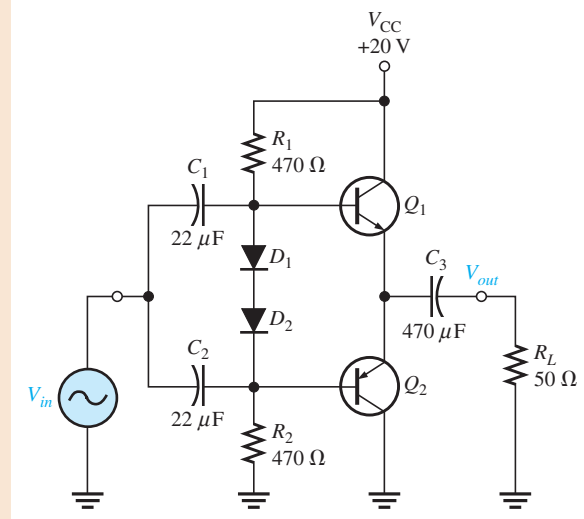 V_CC
+20 V
R_1
470 Ω
C_1
22 μF
Q_1
D_1
C_3
V_out
470 μF
D_2
C_2
22 μF
Q_2
R_L
50 Ω
V_in
R_2
470 Ω